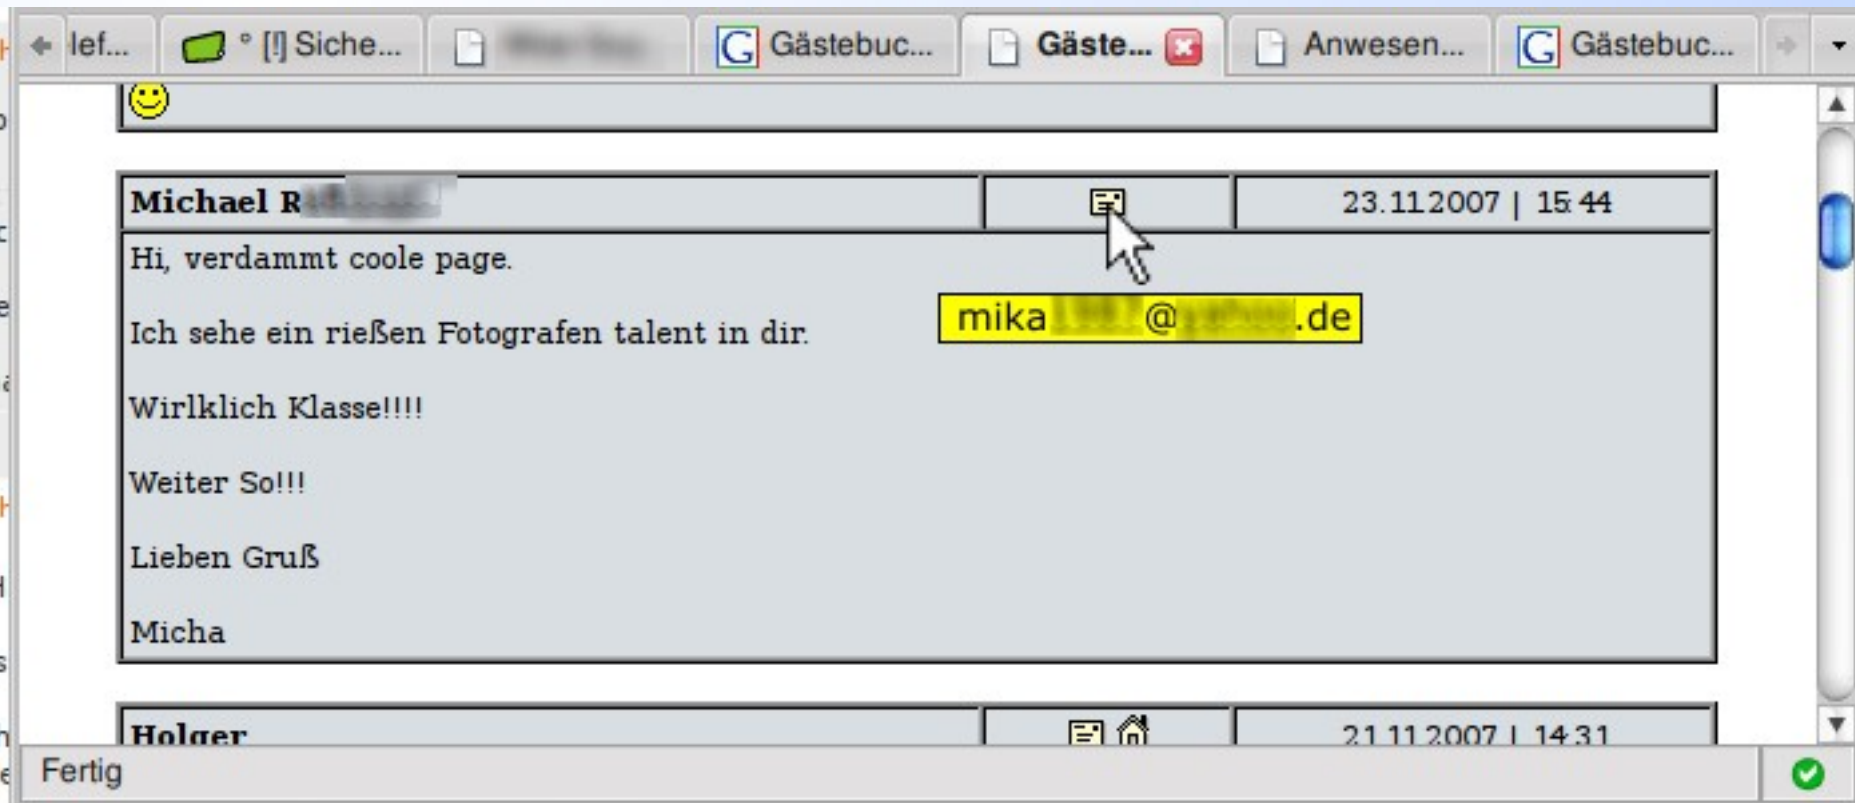 lef... ° [!] Siche... Gästebuc... Gäste... Anwesen... Gästebuc...
Michael R 23.11.2007 | 15:44
Hi, verdammt coole page.
mika @ .de
Ich sehe ein rießen Fotografen talent in dir.
Wirlklich Klasse!!!!
Weiter So!!!
Lieben Gruß
Micha
Holger 21.11.2007 | 14:31
Fertig